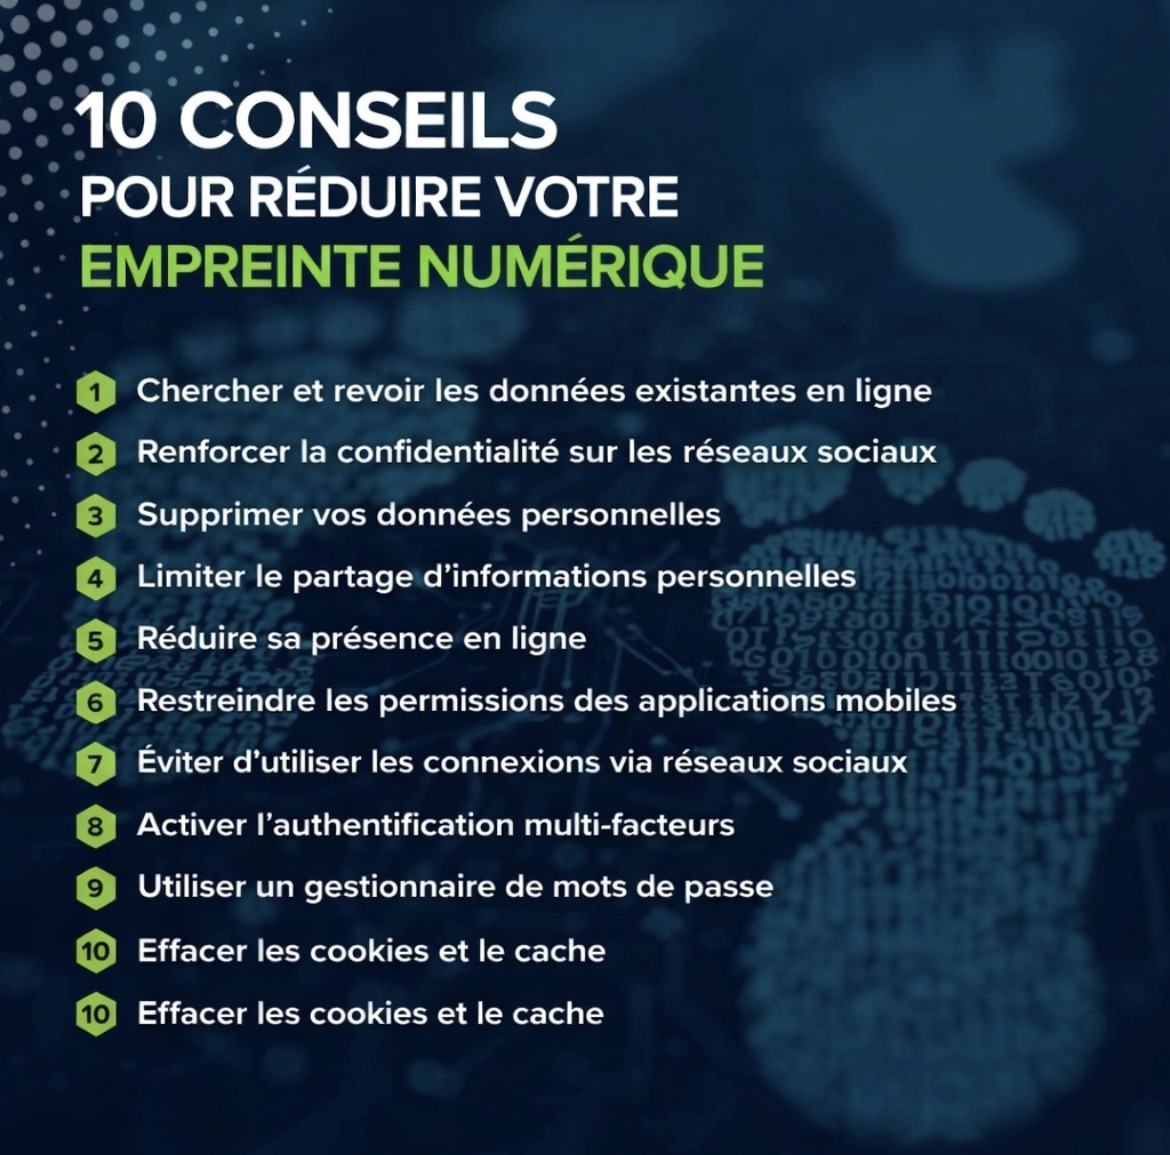 10 CONSEILS
POUR RÉDUIRE VOTRE
EMPREINTE NUMÉRIQUE
1 Chercher et revoir les données existantes en ligne
2 Renforcer la confidentialité sur les réseaux sociaux
3 Supprimer vos données personnelles
4 Limiter le partage d’informations personnelles
5 Réduire sa présence en ligne
6 Restreindre les permissions des applications mobiles
7 Éviter d’utiliser les connexions via réseaux sociaux
8 Activer l’authentification multi-facteurs
9 Utiliser un gestionnaire de mots de passe
10 Effacer les cookies et le cache
10 Effacer les cookies et le cache